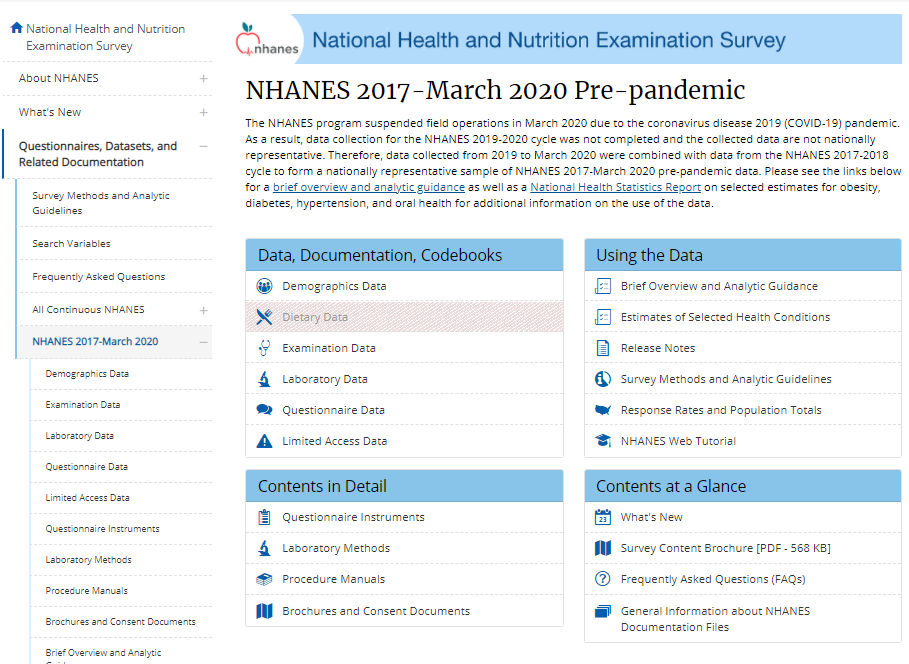 National Health and Nutrition
Examination Survey
About NHANES
What's New
Questionnaires, Datasets, and
Related Documentation
Survey Methods and Analytic
Guidelines
Search Variables
Frequently Asked Questions
All Continuous NHANES
NHANES 2017-March 2020
Demographics Data
Examination Data
Laboratory Data
Questionnaire Data
Limited Access Data
Questionnaire Instruments
Laboratory Methods
Procedure Manuals
Brochures and Consent Documents
Brief Overview and Analytic
nhanes
National Health and Nutrition Examination Survey
NHANES 2017-March 2020 Pre-pandemic
The NHANES program suspended field operations in March 2020 due to the coronavirus disease 2019 (COVID-19) pandemic.
As a result, data collection for the NHANES 2019-2020 cycle was not completed and the collected data are not nationally
representative. Therefore, data collected from 2019 to March 2020 were combined with data from the NHANES 2017-2018
cycle to form a nationally representative sample of NHANES 2017-March 2020 pre-pandemic data. Please see the links below
for a brief overview and analytic guidance as well as a National Health Statistics Report on selected estimates for obesity,
diabetes, hypertension, and oral health for additional information on the use of the data.
Data, Documentation, Codebooks
Demographics Data
Dietary Data
Examination Data
Laboratory Data
Questionnaire Data
Limited Access Data
Using the Data
Brief Overview and Analytic Guidance
Estimates of Selected Health Conditions
Release Notes
Survey Methods and Analytic Guidelines
Response Rates and Population Totals
NHANES Web Tutorial
Contents in Detail
Questionnaire Instruments
Laboratory Methods
Procedure Manuals
Brochures and Consent Documents
Contents at a Glance
23
What's New
Survey Content Brochure [PDF - 568 KB]
Frequently Asked Questions (FAQs)
General Information about NHANES
Documentation Files